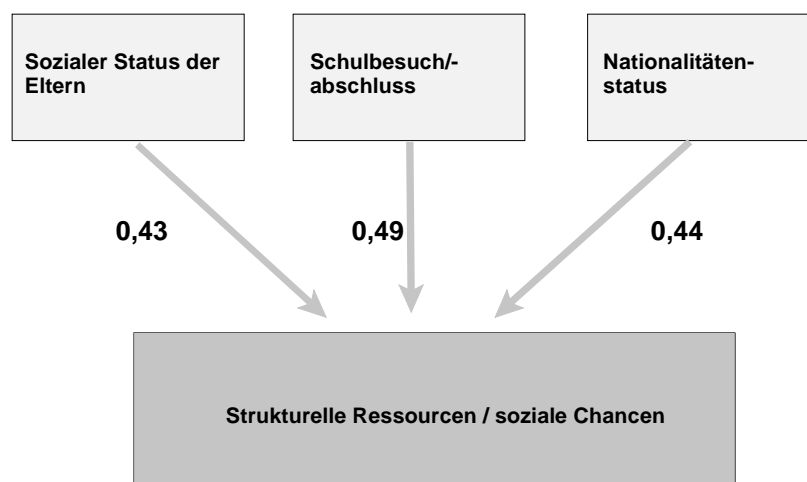 Sozialer Status der
Eltern
Schulbesuch/-
abschluss
Nationalitäten-
status
0,43
0,49
0,44
Strukturelle Ressourcen / soziale Chancen